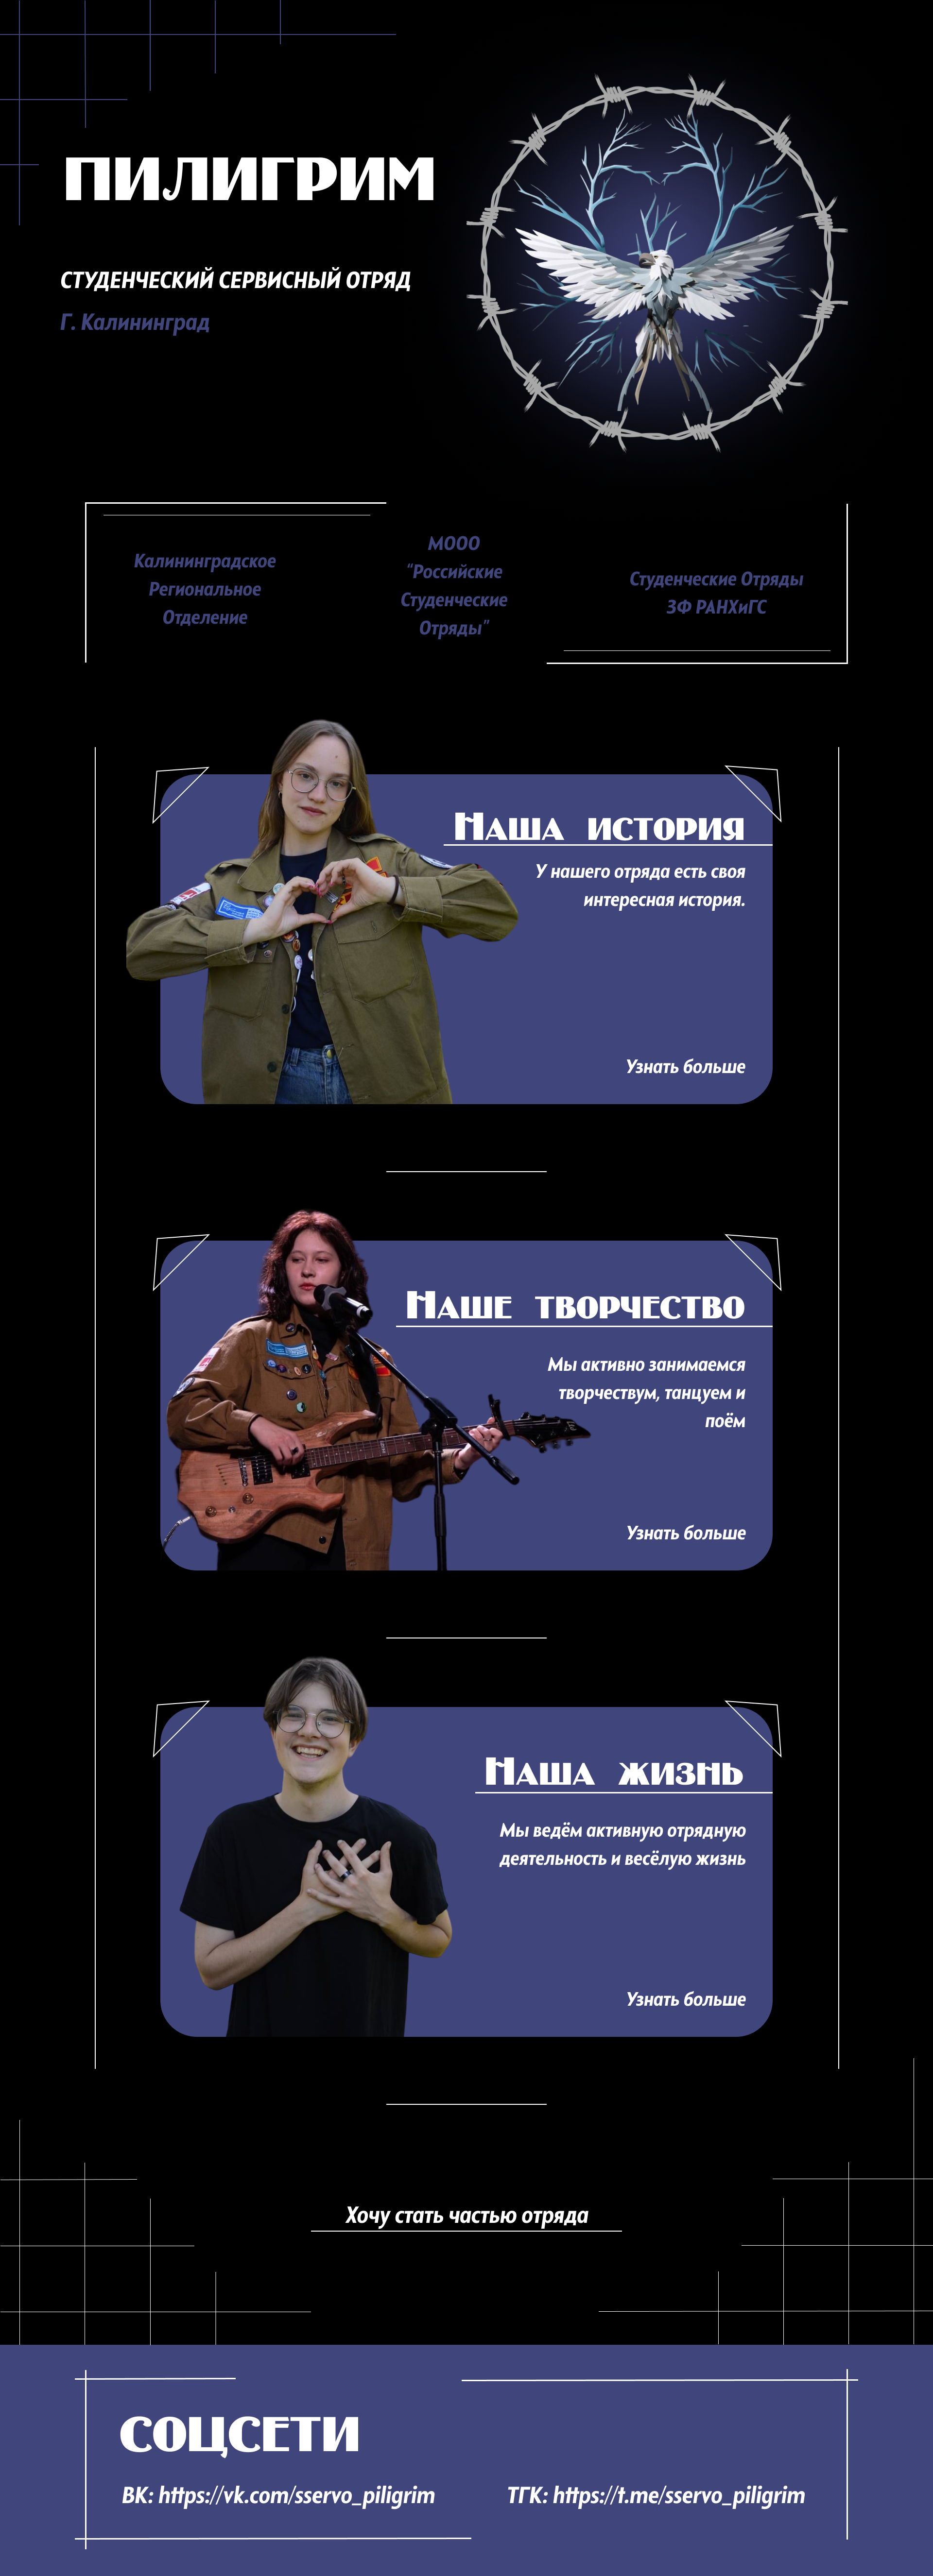 ПИЛИГРИМ
СТУДЕНЧЕСКИЙ СЕРВИСНЫЙ ОТРЯД
Г. Калининград
Калининградское
Региональное
Отделение
МООО
"Российские
Студенческие
Отряды"
Студенческие Отряды
ЗФ РАНХиГС
Наша история
У нашего отряда есть своя
интересная история.
Узнать больше
Наше творчество
Мы активно занимаемся
творчествум, танцуем и
поём
Узнать больше
Наша жизнь
Мы ведём активную отрядную
деятельность и весёлую жизнь
Узнать больше
Хочу стать частью отряда
СОЦСЕТИ
ВК: https://vk.com/sservo_piligrim
ТГК: https://t.me/sservo_piligrim